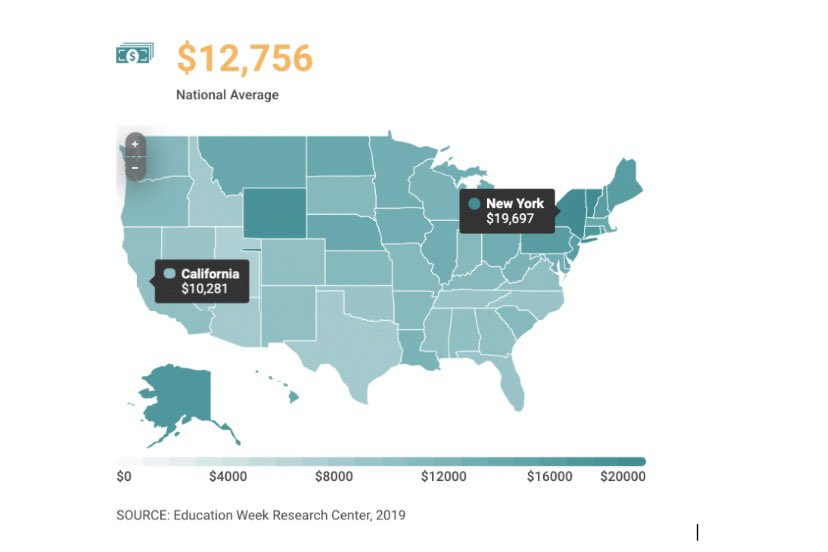 $12,756
National Average
+
−
New York
$19,697
California
$10,281
$0 $4000 $8000 $12000 $16000 $20000
SOURCE: Education Week Research Center, 2019